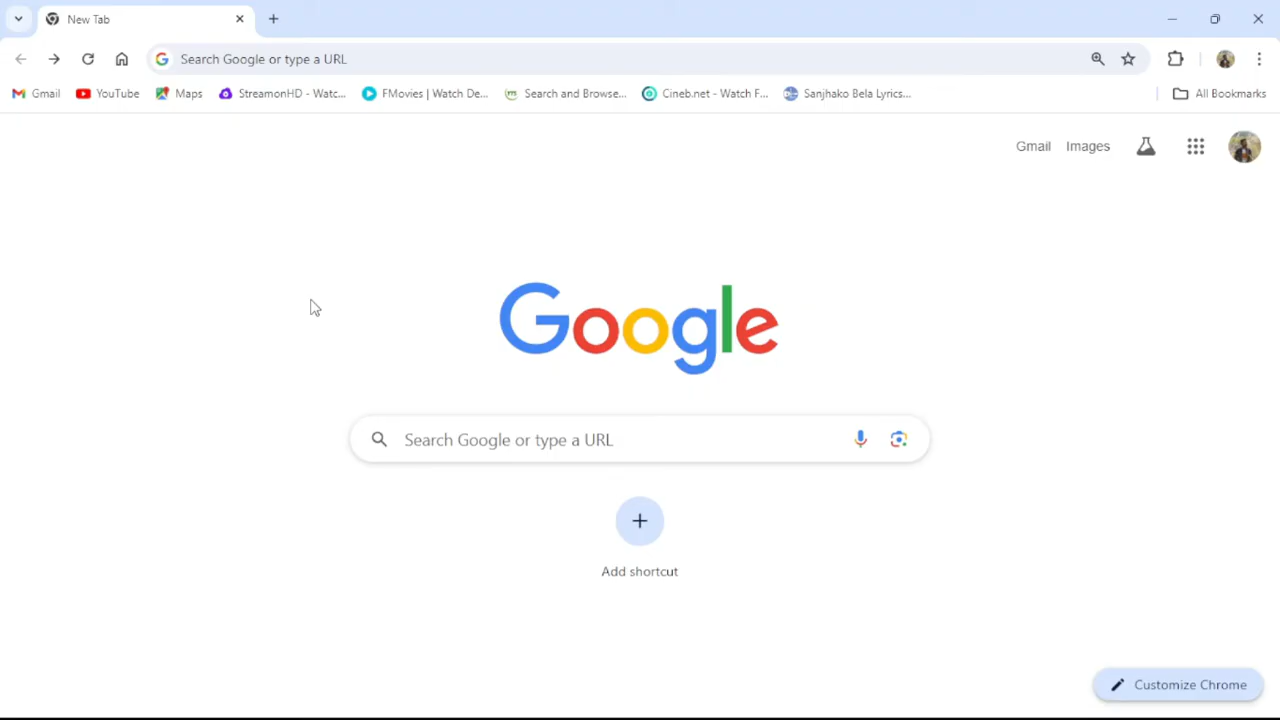 New Tab
Search Google or type a URL
Gmail YouTube Maps StreamonHD - Watc... FMovies | Watch De... Search and Browse... Cineb.net - Watch F... Sanjhako Bela Lyrics... All Bookmarks
Gmail Images
Google
Search Google or type a URL
Add shortcut
Customize Chrome